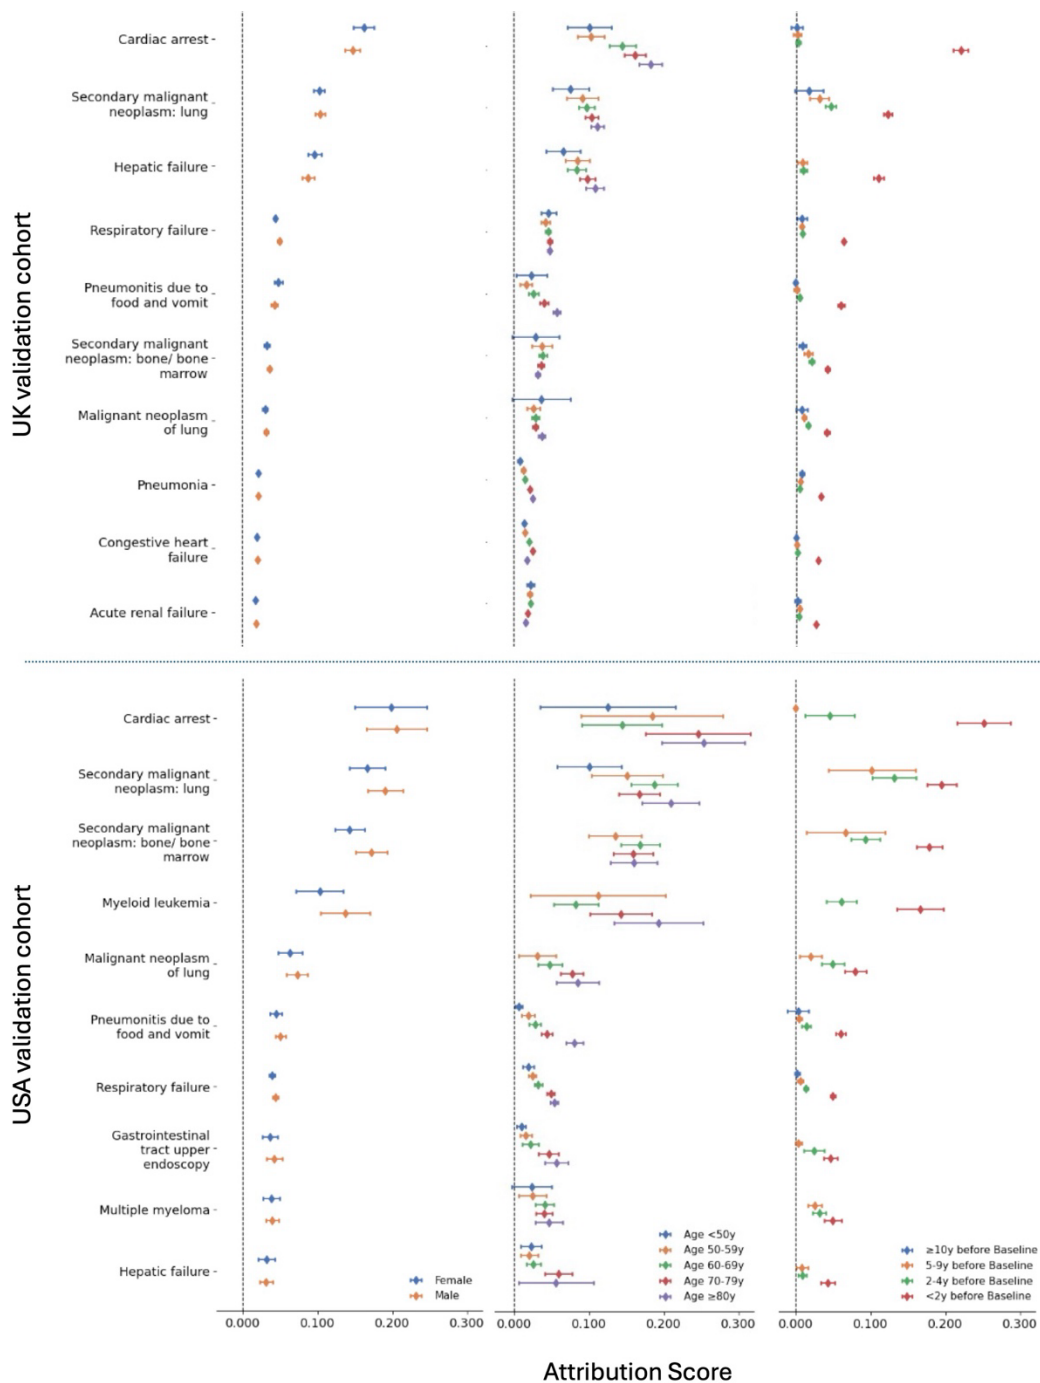 UK validation cohort
Cardiac arrest
Secondary malignant
neoplasm: lung
Hepatic failure
Respiratory failure
Pneumonitis due to
food and vomit
Secondary malignant
neoplasm: bone/ bone
marrow
Malignant neoplasm
of lung
Pneumonia
Congestive heart
failure
Acute renal failure
USA validation cohort
Cardiac arrest
Secondary malignant
neoplasm: lung
Secondary malignant
neoplasm: bone/ bone
marrow
Myeloid leukemia
Malignant neoplasm
of lung
Pneumonitis due to
food and vomit
Respiratory failure
Gastrointestinal
tract upper
endoscopy
Multiple myeloma
Hepatic failure
Female
Male
Age <50y
Age 50-59y
Age 60-69y
Age 70-79y
Age ≥80y
≥10y before Baseline
5-9y before Baseline
2-4y before Baseline
<2y before Baseline
0.000 0.100 0.200 0.300
0.000 0.100 0.200 0.300
0.000 0.100 0.200 0.300
Attribution Score